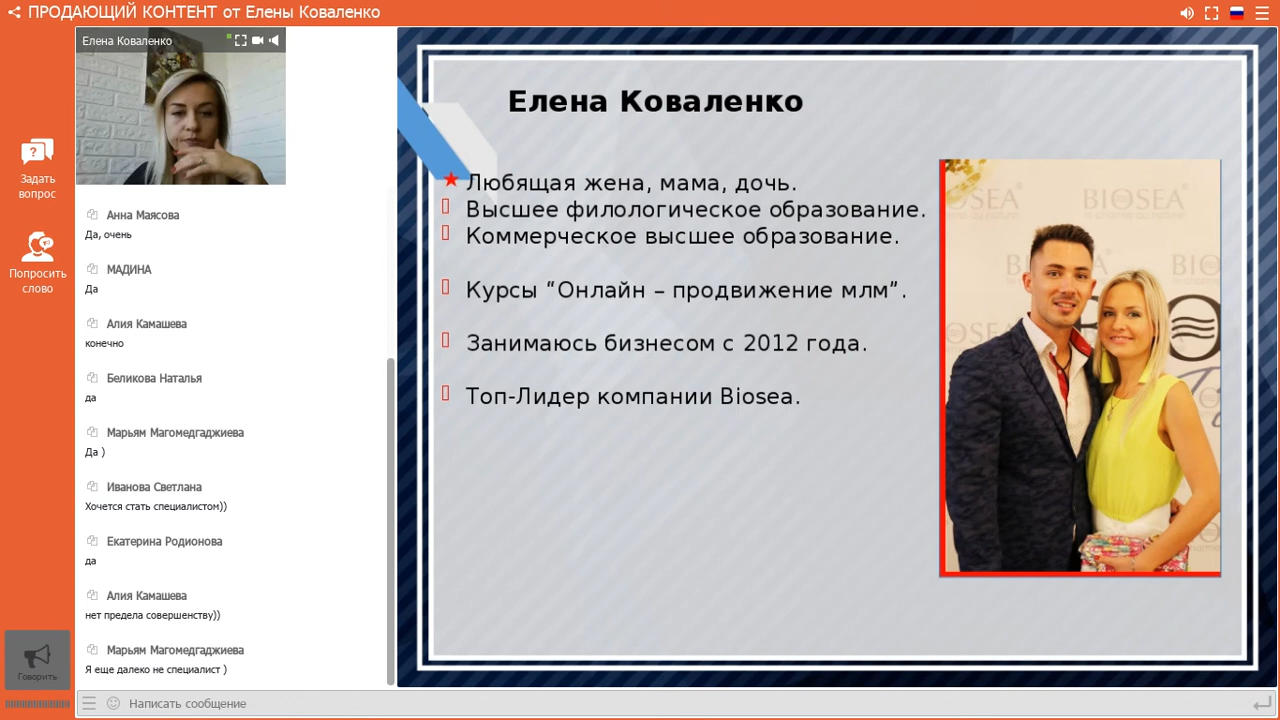 ПРОДАЮЩИЙ КОНТЕНТ от Елены Коваленко
Елена Коваленко
Задать
вопрос
Попросить
слово
Говорить
Анна Маясова
Да, очень
МАДИНА
Да
Алия Камашева
конечно
Беликова Наталья
да
Марьям Магомедгаджиева
Да )
Иванова Светлана
Хочется стать специалистом))
Екатерина Родионова
да
Алия Камашева
нет предела совершенству))
Марьям Магомедгаджиева
Я еще далеко не специалист )
Написать сообщение
Елена Коваленко
Любящая жена, мама, дочь.
Высшее филологическое образование.
Коммерческое высшее образование.
Курсы “Онлайн – продвижение млм”.
Занимаюсь бизнесом с 2012 года.
Топ-Лидер компании Biosea.
BIOSEA
BIOSEA